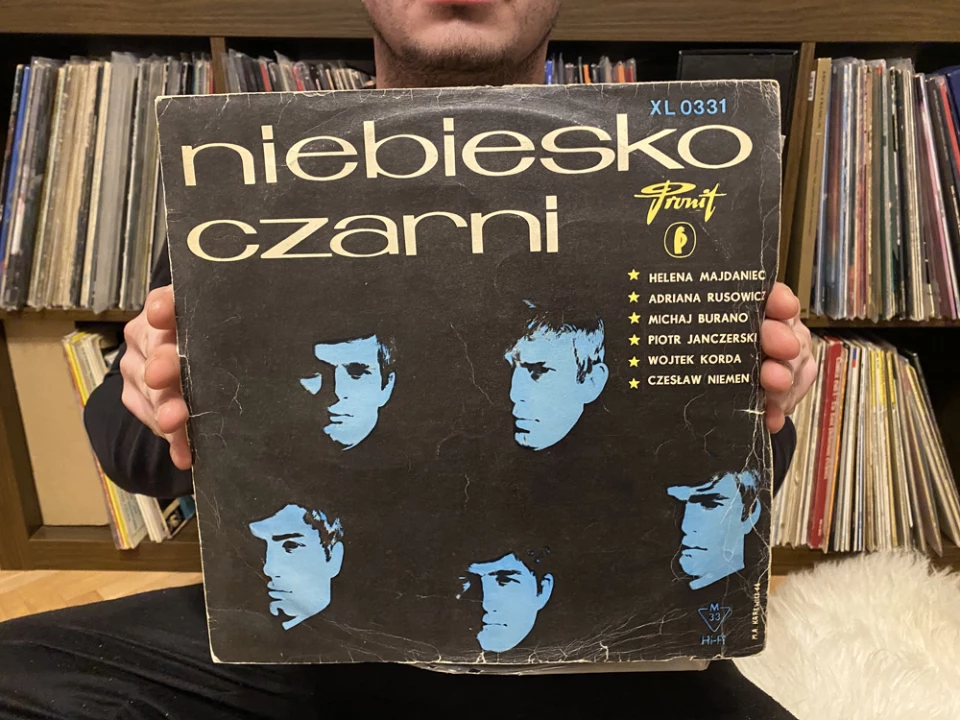 XL 0331
niebiesko
czarni
Pronit
★ HELENA MAJDANIEC
★ ADRIANA RUSOWICZ
★ MICHAJ BURANO
★ PIOTR JANCZERSKI
★ WOJTEK KORDA
★ CZESŁAW NIEMEN
M
33
Hi-Fi